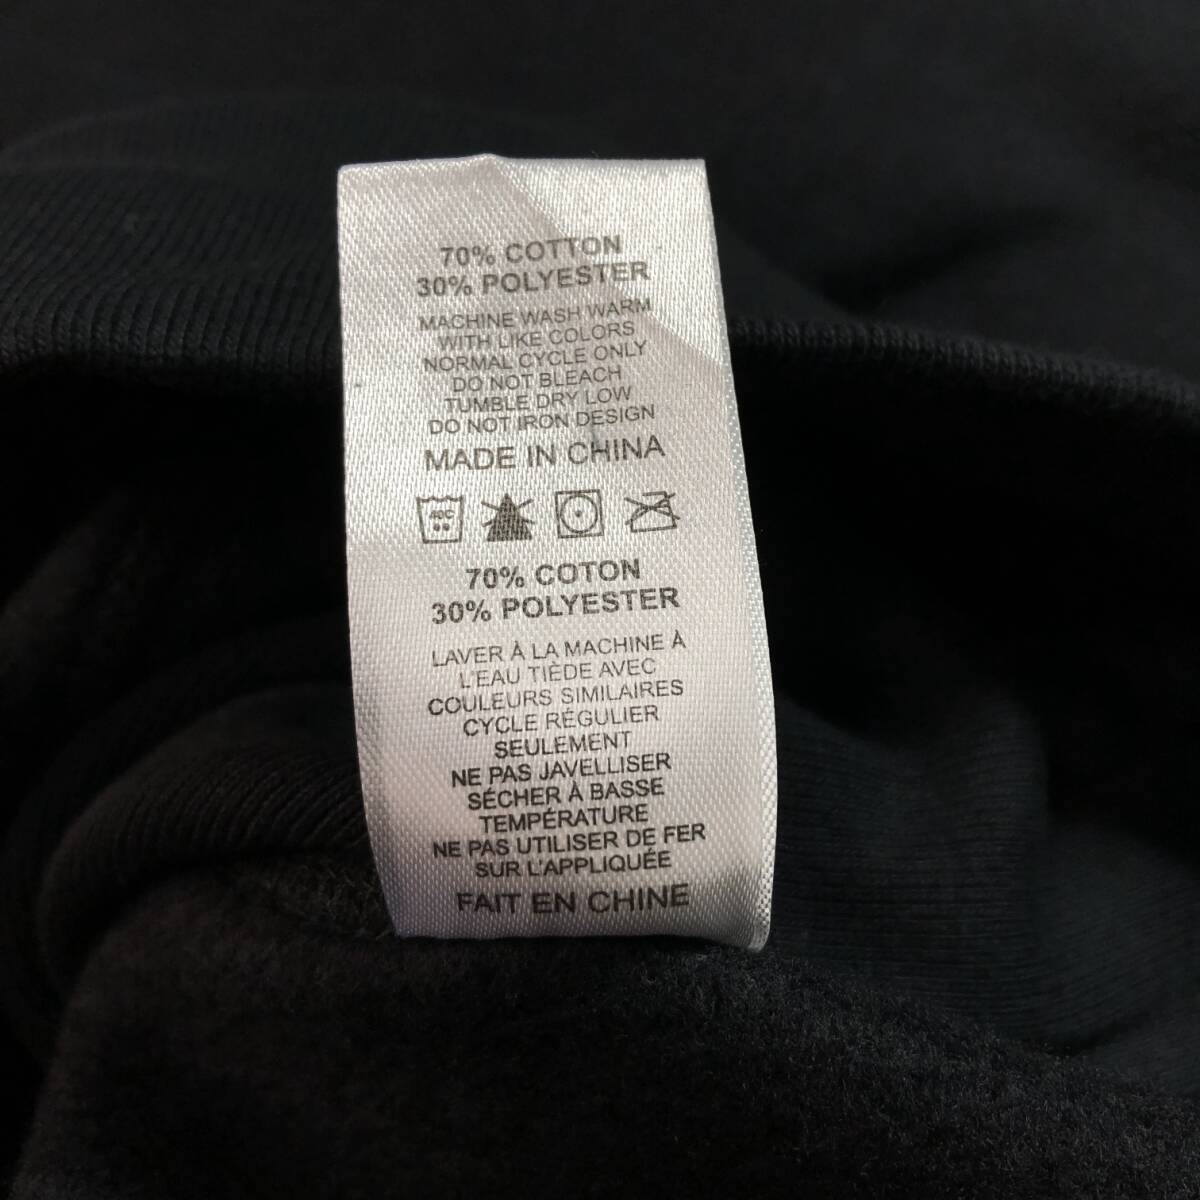 70% COTTON
30% POLYESTER
MACHINE WASH WARM
WITH LIKE COLORS
NORMAL CYCLE ONLY
DO NOT BLEACH
TUMBLE DRY LOW
DO NOT IRON DESIGN
MADE IN CHINA
40C
70% COTON
30% POLYESTER
LAVER À LA MACHINE À
L'EAU TIÈDE AVEC
COULEURS SIMILAIRES
CYCLE RÉGULIER
SEULEMENT
NE PAS JAVELLISER
SÉCHER À BASSE
TEMPÉRATURE
NE PAS UTILISER DE FER
SUR L'APPLIQUÉE
FAIT EN CHINE